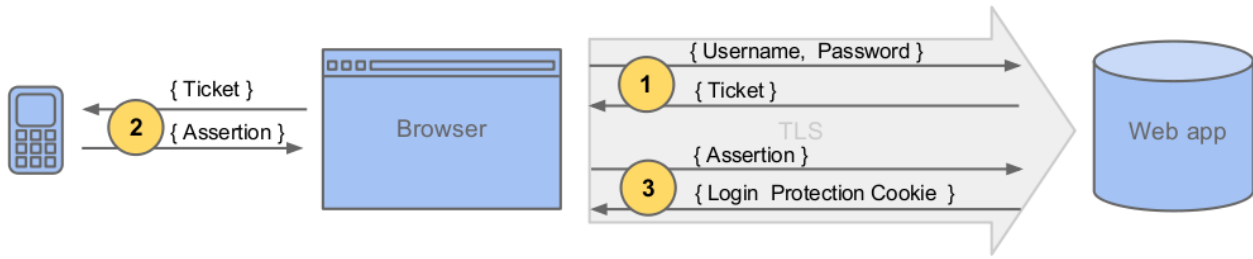 { Username, Password }
1
{ Ticket }
{ Ticket }
2
{ Assertion }
Browser
TLS
Web app
{ Assertion }
3
{ Login Protection Cookie }